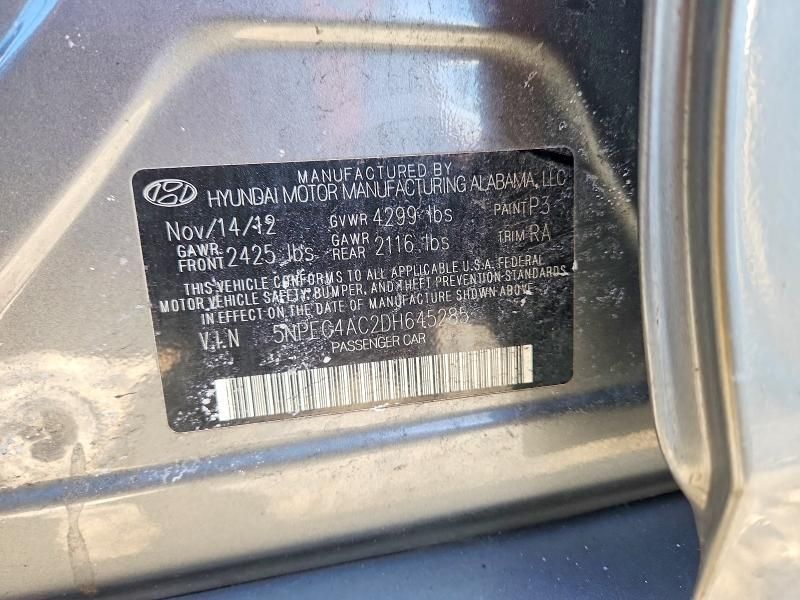 MANUFACTURED BY
HYUNDAI MOTOR MANUFACTURING ALABAMA, LLC
Nov/14/12 GVWR 4299 lbs PAINT P3
GAWR FRONT 2425 lbs GAWR REAR 2116 lbs TRIM RA
THIS VEHICLE CONFORMS TO ALL APPLICABLE U.S.A. FEDERAL
MOTOR VEHICLE SAFETY, BUMPER, AND THEFT PREVENTION STANDARDS
IN EFFECT ON THE DATE OF MANUFACTURE SHOWN ABOVE.
V.I.N 5NPEC4AC2DH645285
PASSENGER CAR